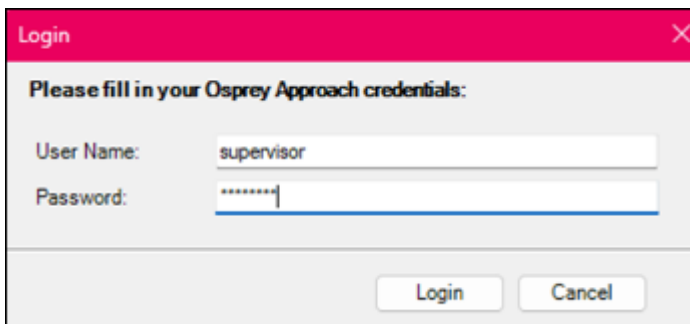 Login
Please fill in your Osprey Approach credentials:
User Name: supervisor
Password: ********
Login Cancel